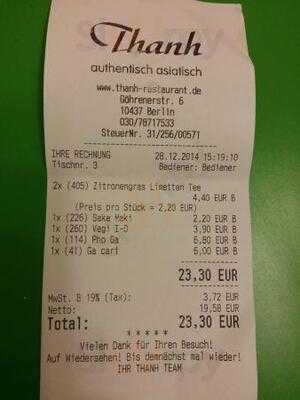 Thanh
authentisch asiatisch
www.thanh-restaurant.de
Göhrenerstr. 6
10437 Berlin
030/78717533
SteuerNr. 31/256/00571
IHRE RECHNUNG 28.12.2014 15:19:10
Tischnr. 3 Bediener: Bediener
2x (405) Zitronengras Limetten Tee
4,40 EUR B
(Preis pro Stück = 2,20 EUR)
1x (226) Sake Maki 2,20 EUR B
1x (260) Vegi I-O 3,90 EUR B
1x (114) Pho Ga 6,80 EUR B
1x (41) Ga cari 6,00 EUR B
23,30 EUR
MwSt. B 19% (Tax): 3,72 EUR
Netto: 19,58 EUR
Total: 23,30 EUR
* * * * *
Vielen Dank für Ihren Besuch!
Auf Wiedersehen! Bis demnächst mal wieder!
IHR THANH TEAM